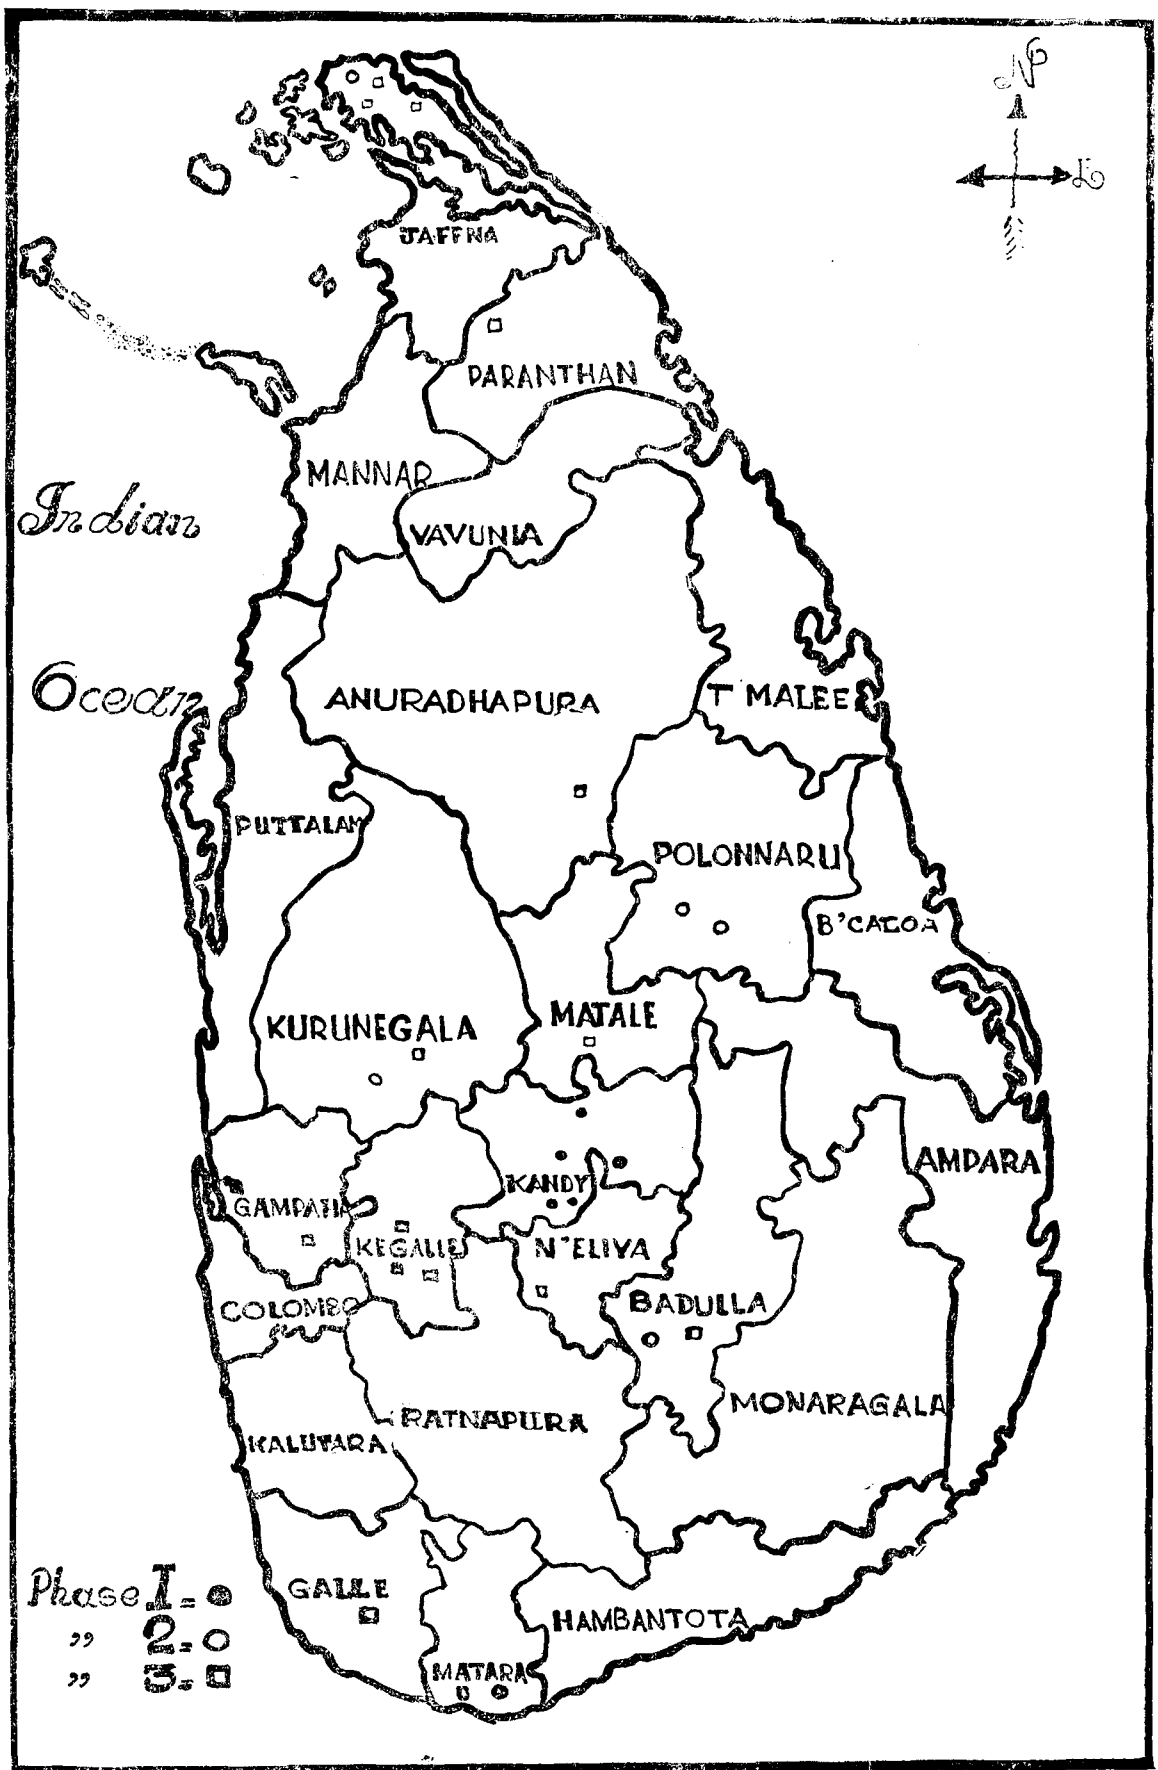 N
E
JAFFNA
PARANTHAN
MANNAR
Indian
VAVUNIA
Ocean
ANURADHAPURA
T MALEE
PUTTALAM
POLONNARU
B'CALOA
KURUNEGALA
MATALE
AMPARA
KANDY
GAMPAHA
KEGALLE
N'ELIYA
COLOMBO
BADULLA
MONARAGALA
RATNAPURA
KALUTARA
Phase I =
GALLE
" 2 =
HAMBANTOTA
" 3 =
MATARA